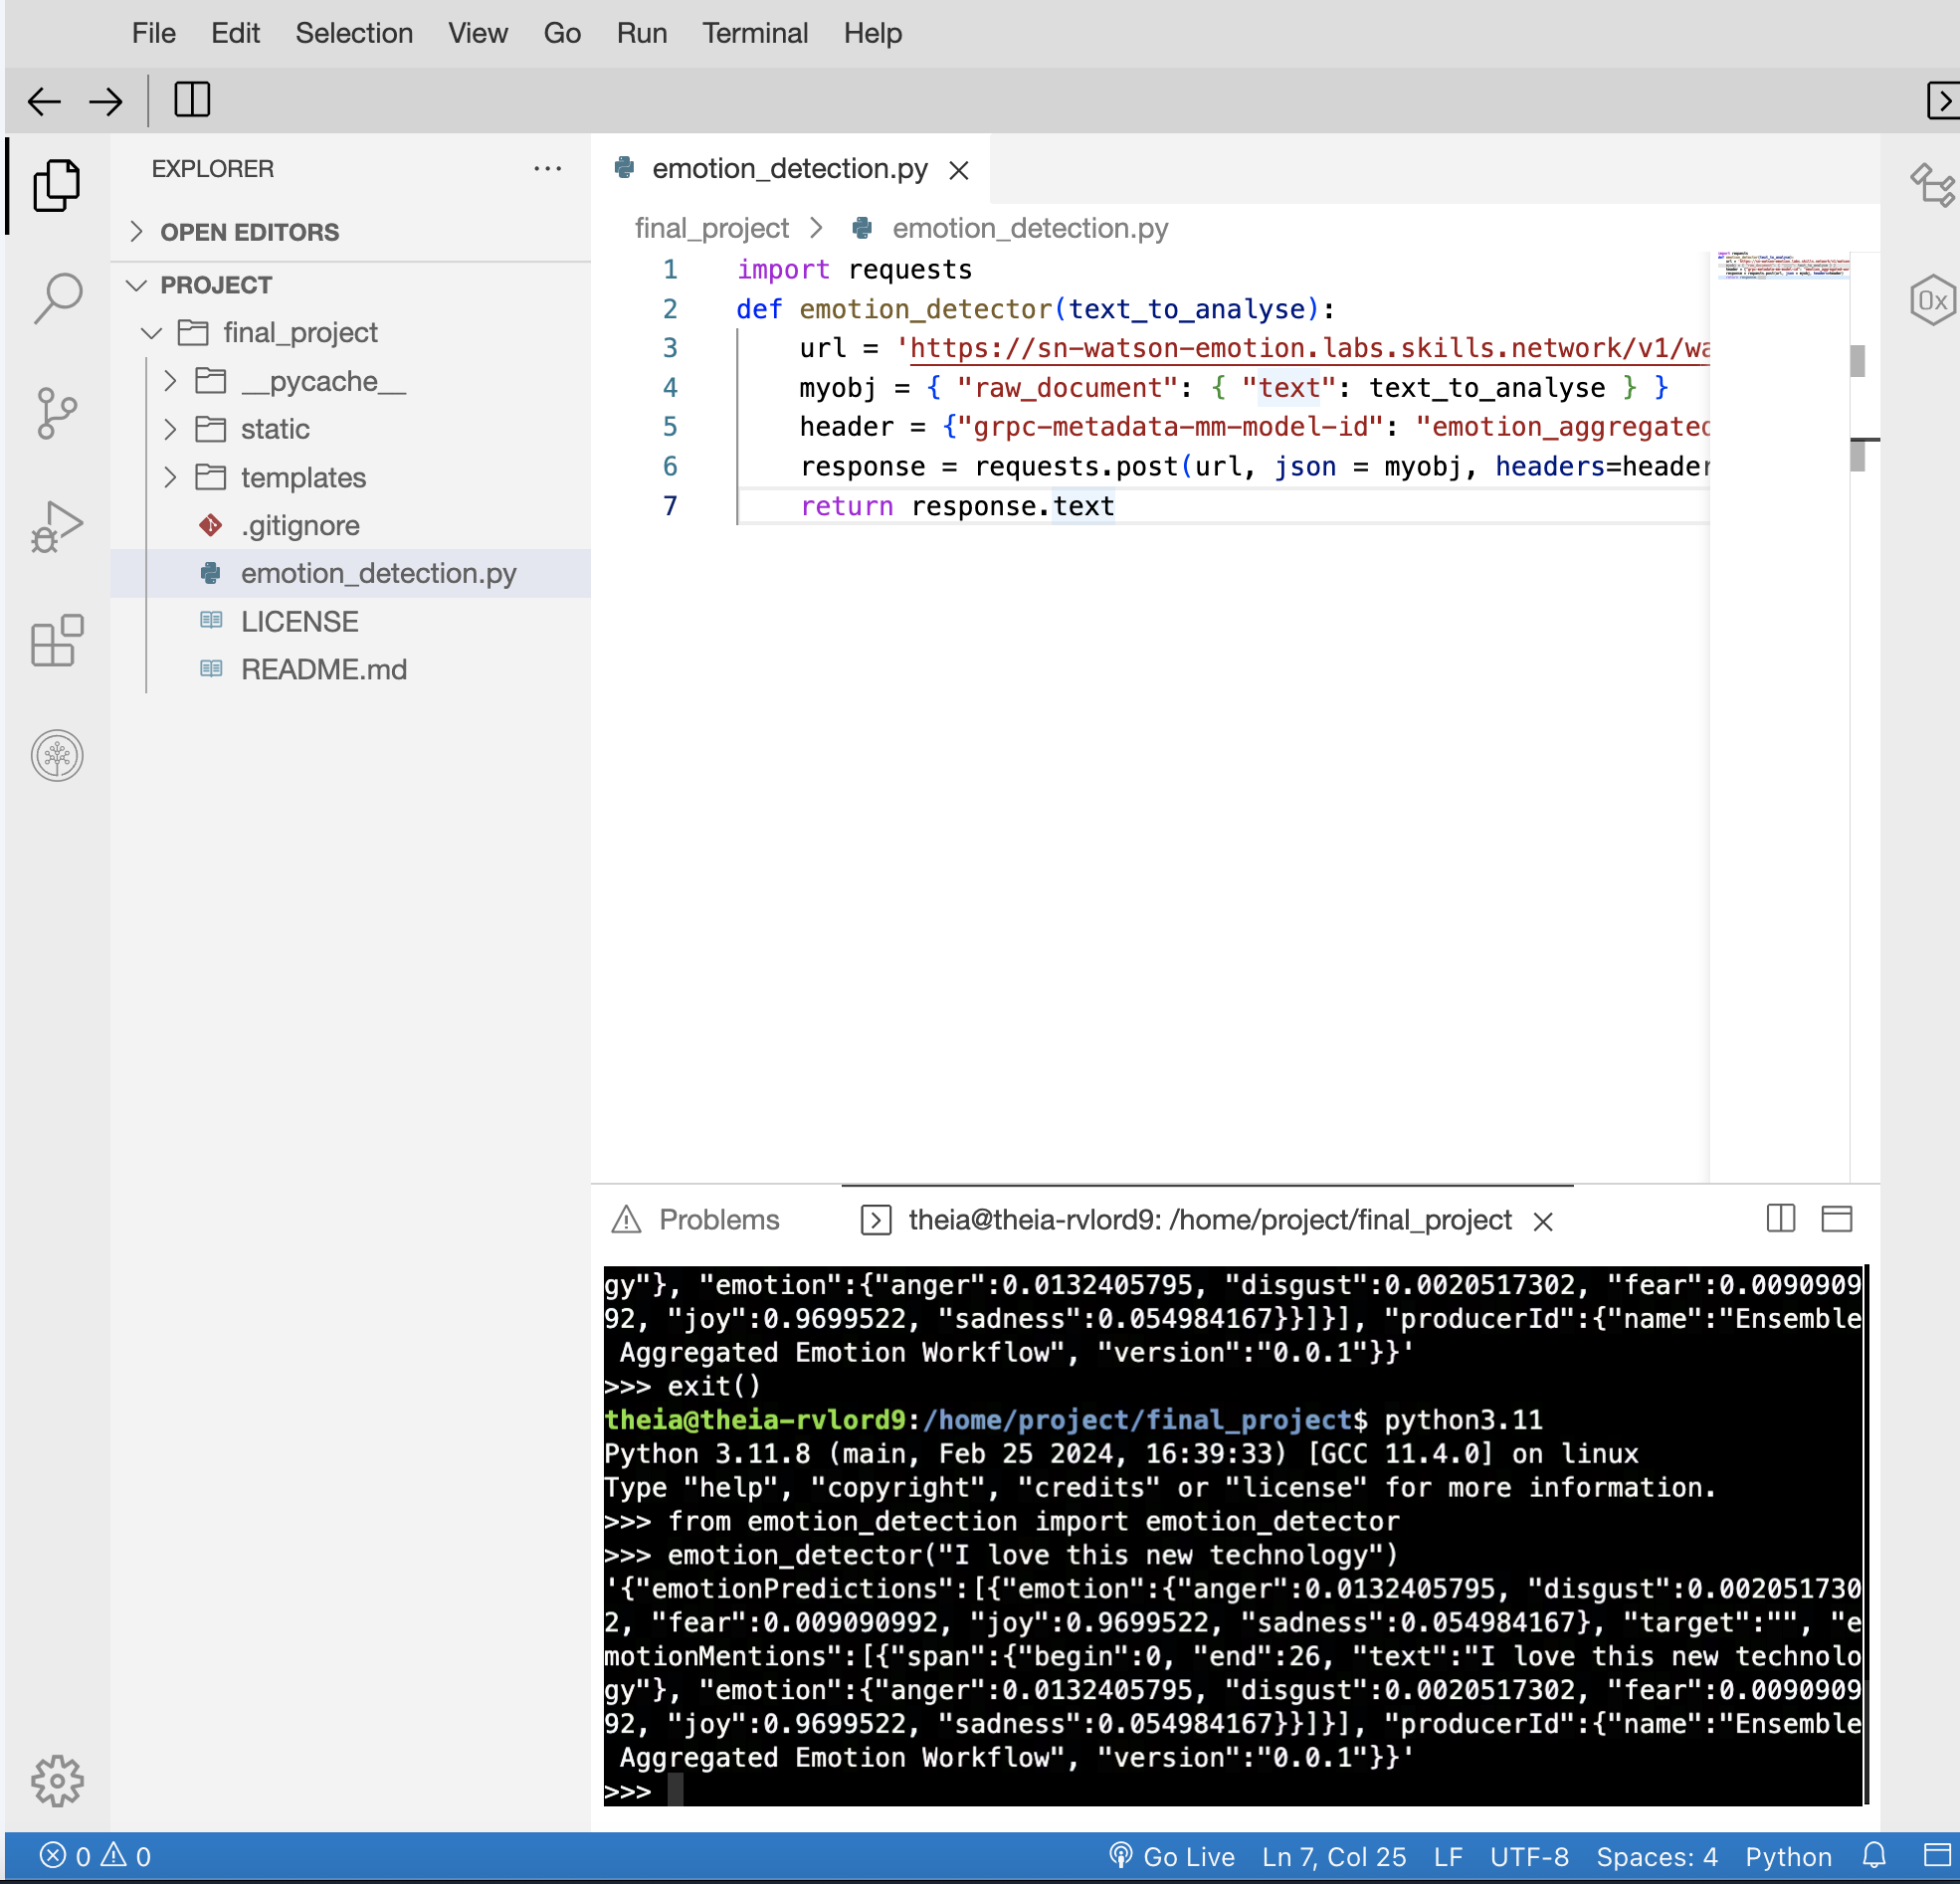 File Edit Selection View Go Run Terminal Help
EXPLORER
OPEN EDITORS
PROJECT
final_project
__pycache__
static
templates
.gitignore
emotion_detection.py
LICENSE
README.md
emotion_detection.py
final_project > emotion_detection.py
1 import requests
2 def emotion_detector(text_to_analyse):
3 url = 'https://sn-watson-emotion.labs.skills.network/v1/wa
4 myobj = { "raw_document": { "text": text_to_analyse } }
5 header = {"grpc-metadata-mm-model-id": "emotion_aggregated
6 response = requests.post(url, json = myobj, headers=header
7 return response.text
0x
Problems theia@theia-rvlord9: /home/project/final_project
gy"}, "emotion":{"anger":0.0132405795, "disgust":0.0020517302, "fear":0.0090909
92, "joy":0.9699522, "sadness":0.054984167}}]}], "producerId":{"name":"Ensemble
Aggregated Emotion Workflow", "version":"0.0.1"}}'
>>> exit()
theia@theia-rvlord9:/home/project/final_project$ python3.11
Python 3.11.8 (main, Feb 25 2024, 16:39:33) [GCC 11.4.0] on linux
Type "help", "copyright", "credits" or "license" for more information.
>>> from emotion_detection import emotion_detector
>>> emotion_detector("I love this new technology")
'{"emotionPredictions":[{"emotion":{"anger":0.0132405795, "disgust":0.002051730
2, "fear":0.009090992, "joy":0.9699522, "sadness":0.054984167}, "target":"", "e
motionMentions":[{"span":{"begin":0, "end":26, "text":"I love this new technolo
gy"}, "emotion":{"anger":0.0132405795, "disgust":0.0020517302, "fear":0.0090909
92, "joy":0.9699522, "sadness":0.054984167}}]}], "producerId":{"name":"Ensemble
Aggregated Emotion Workflow", "version":"0.0.1"}}'
>>>
0 0 Go Live Ln 7, Col 25 LF UTF-8 Spaces: 4 Python